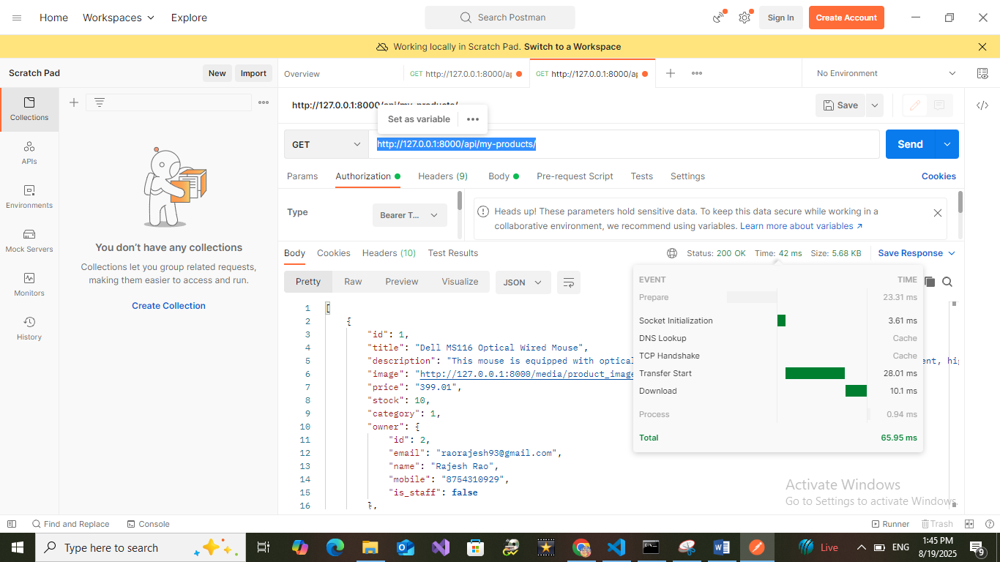 Home Workspaces Explore Search Postman Sign In Create Account
Working locally in Scratch Pad. Switch to a Workspace
Scratch Pad New Import
Overview GET http://127.0.0.1:8000/ap GET http://127.0.0.1:8000/ap No Environment
Collections
APIs
Environments
Mock Servers
Monitors
History
You don't have any collections
Collections let you group related requests,
making them easier to access and run.
Create Collection
http://127.0.0.1:8000/api/my-products/ Save
Set as variable
GET http://127.0.0.1:8000/api/my-products/ Send
Params Authorization Headers (9) Body Pre-request Script Tests Settings Cookies
Type Bearer T...
Heads up! These parameters hold sensitive data. To keep this data secure while working in a
collaborative environment, we recommend using variables. Learn more about variables ↗
Body Cookies Headers (10) Test Results Status: 200 OK Time: 42 ms Size: 5.68 KB Save Response
Pretty Raw Preview Visualize JSON
EVENT TIME
Prepare 23.31 ms
Socket Initialization 3.61 ms
DNS Lookup Cache
TCP Handshake Cache
Transfer Start 28.01 ms
Download 10.1 ms
Process 0.94 ms
Total 65.95 ms
1 [
2 {
3 "id": 1,
4 "title": "Dell MS116 Optical Wired Mouse",
5 "description": "This mouse is equipped with optical ent, hig
6 "image": "http://127.0.0.1:8000/media/product_image
7 "price": "399.01",
8 "stock": 10,
9 "category": 1,
10 "owner": {
11 "id": 2,
12 "email": "raorajesh93@gmail.com",
13 "name": "Rajesh Rao",
14 "mobile": "8754310929",
15 "is_staff": false
16 },
Activate Windows
Go to Settings to activate Windows.
Find and Replace Console Runner Trash
Type here to search Live ENG 1:45 PM
8/19/2025 9